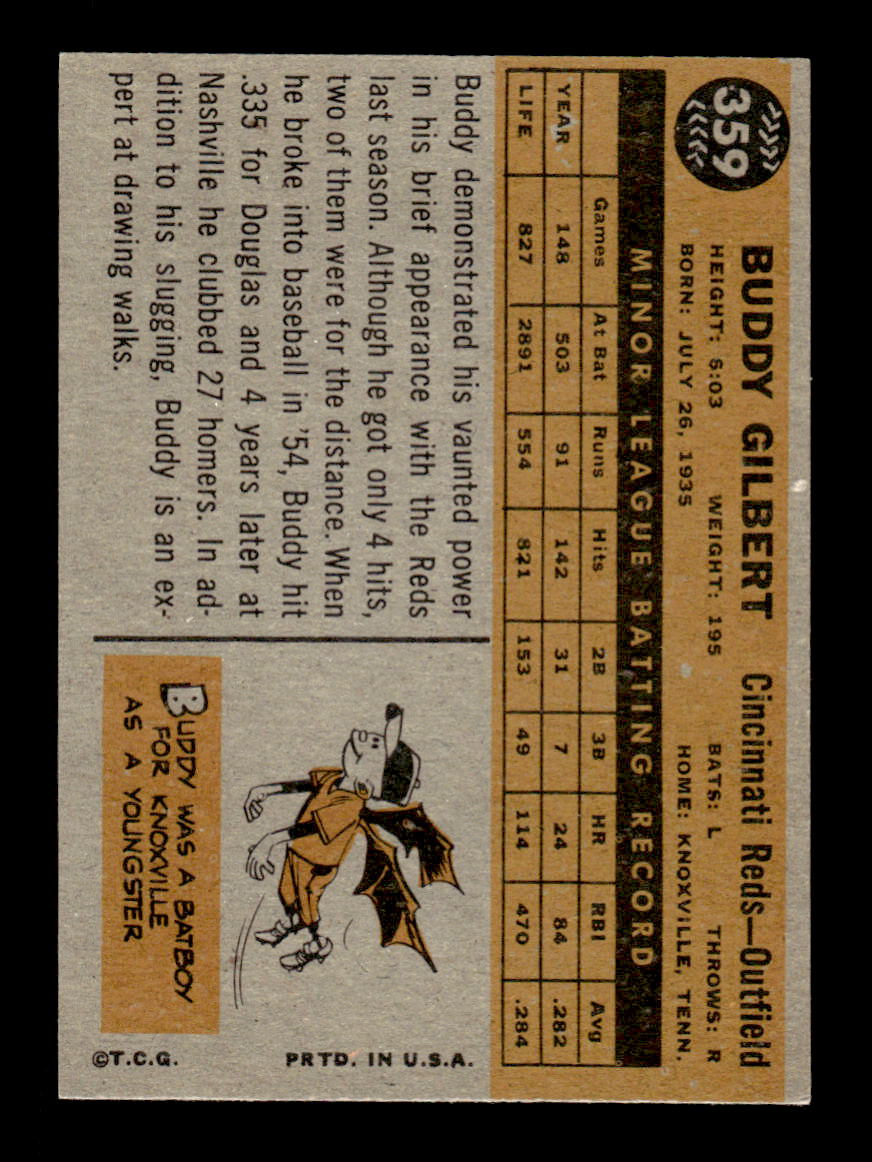 359
BUDDY GILBERT Cincinnati Reds—Outfield
HEIGHT: 6:03 WEIGHT: 195 BATS: L THROWS: R
BORN: JULY 26, 1935 HOME: KNOXVILLE, TENN.
MINOR LEAGUE BATTING RECORD
Games At Bat Runs Hits 2B 3B HR RBI Avg
YEAR 148 503 91 142 31 7 24 84 .282
LIFE 827 2891 554 821 153 49 114 470 .284
Buddy demonstrated his vaunted power
in his brief appearance with the Reds
last season. Although he got only 4 hits,
two of them were for the distance. When
he broke into baseball in '54, Buddy hit
.335 for Douglas and 4 years later at
Nashville he clubbed 27 homers. In ad-
dition to his slugging, Buddy is an ex-
pert at drawing walks.
BUDDY WAS A BATBOY
FOR KNOXVILLE
AS A YOUNGSTER
©T.C.G. PRTD. IN U.S.A.